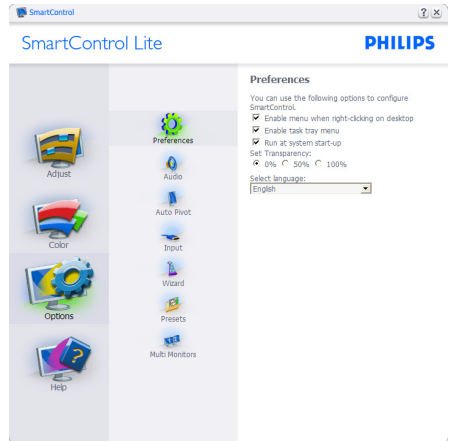 SmartControl
SmartControl Lite
PHILIPS
Adjust
Color
Options
Help
Preferences
Audio
Auto Pivot
Input
Wizard
Presets
Multi Monitors
Preferences
You can use the following options to configure
SmartControl.
Enable menu when right-clicking on desktop
Enable task tray menu
Run at system start-up
Set Transparency:
0% 50% 100%
Select language:
English